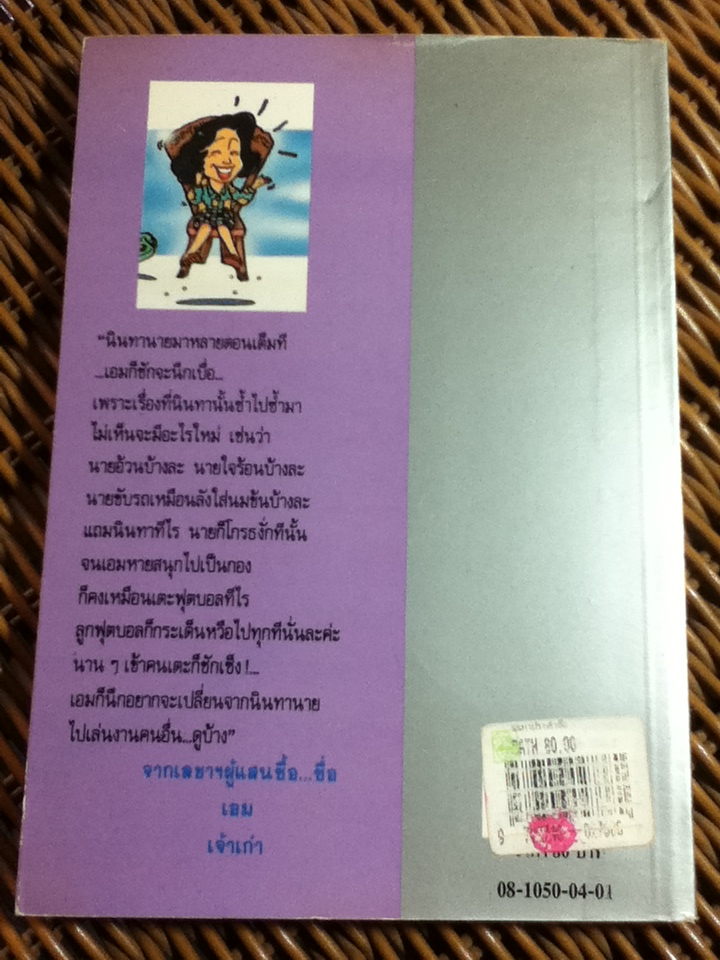 "นินทานายมาหลายตอนเต็มที
...เอมก็ชักจะนึกเบื่อ...
เพราะเรื่องที่นินทานั้นซ้ำไปซ้ำมา
ไม่เห็นจะมีอะไรใหม่ เช่นว่า
นายอ้วนบ้างละ นายใจร้อนบ้างละ
นายขับรถเหมือนลังใส่นมข้นบ้างละ
แถมนินทาทีไร นายก็โกรธงั่กทีนั้น
จนเอมหายสนุกไปเป็นกอง
ก็คงเหมือนเตะฟุตบอลทีไร
ลูกฟุตบอลก็กระเด็นหวือไปทุกทีนั่นละค่ะ
นาน ๆ เข้าคนเตะก็ชักเซ็ง!...
เอมก็นึกอยากจะเปลี่ยนจากนินทานาย
ไปเล่นงานคนอื่น...ดูบ้าง"
จากเลขาฯผู้แสนซื่อ...ชื่อ
เอม
เจ้าเก่า
BATH 80.00
08-1050-04-01